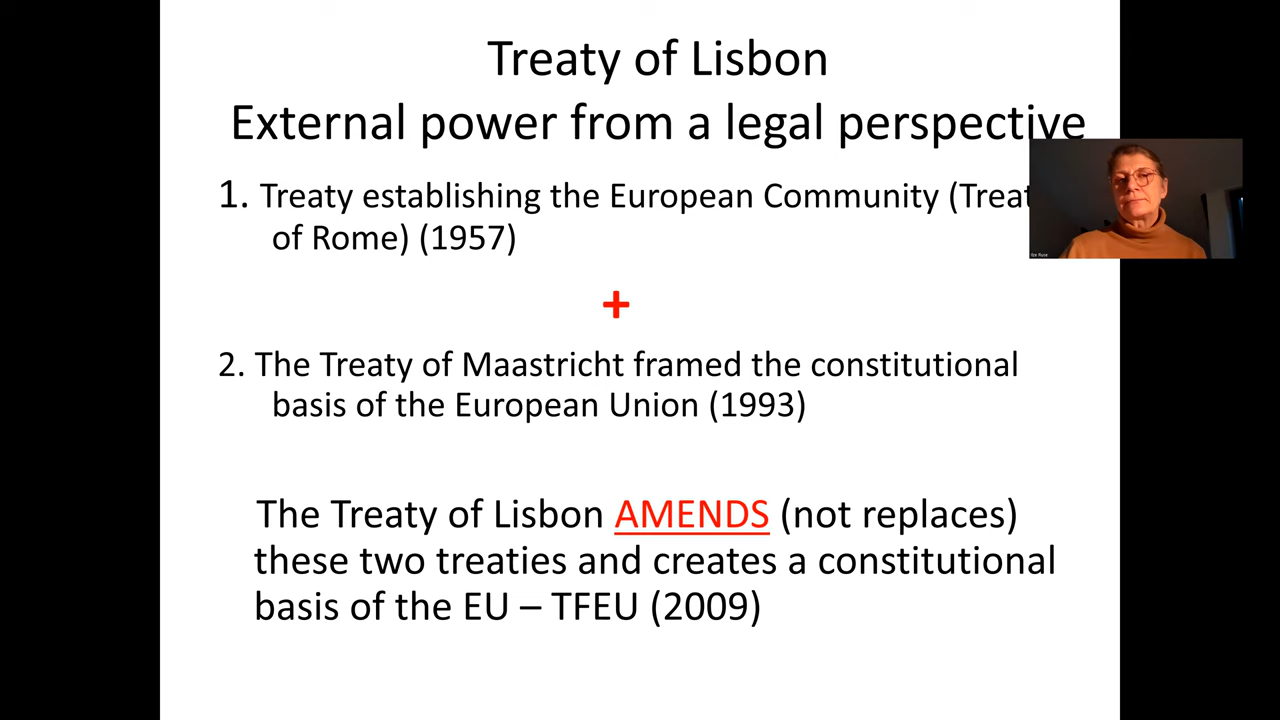 Treaty of Lisbon
External power from a legal perspective
1. Treaty establishing the European Community
of Rome) (1957)
+
2. The Treaty of Maastricht framed the constitutional
basis of the European Union (1993)
The Treaty of Lisbon AMENDS (not replaces)
these two treaties and creates a constitutional
basis of the EU – TFEU (2009)